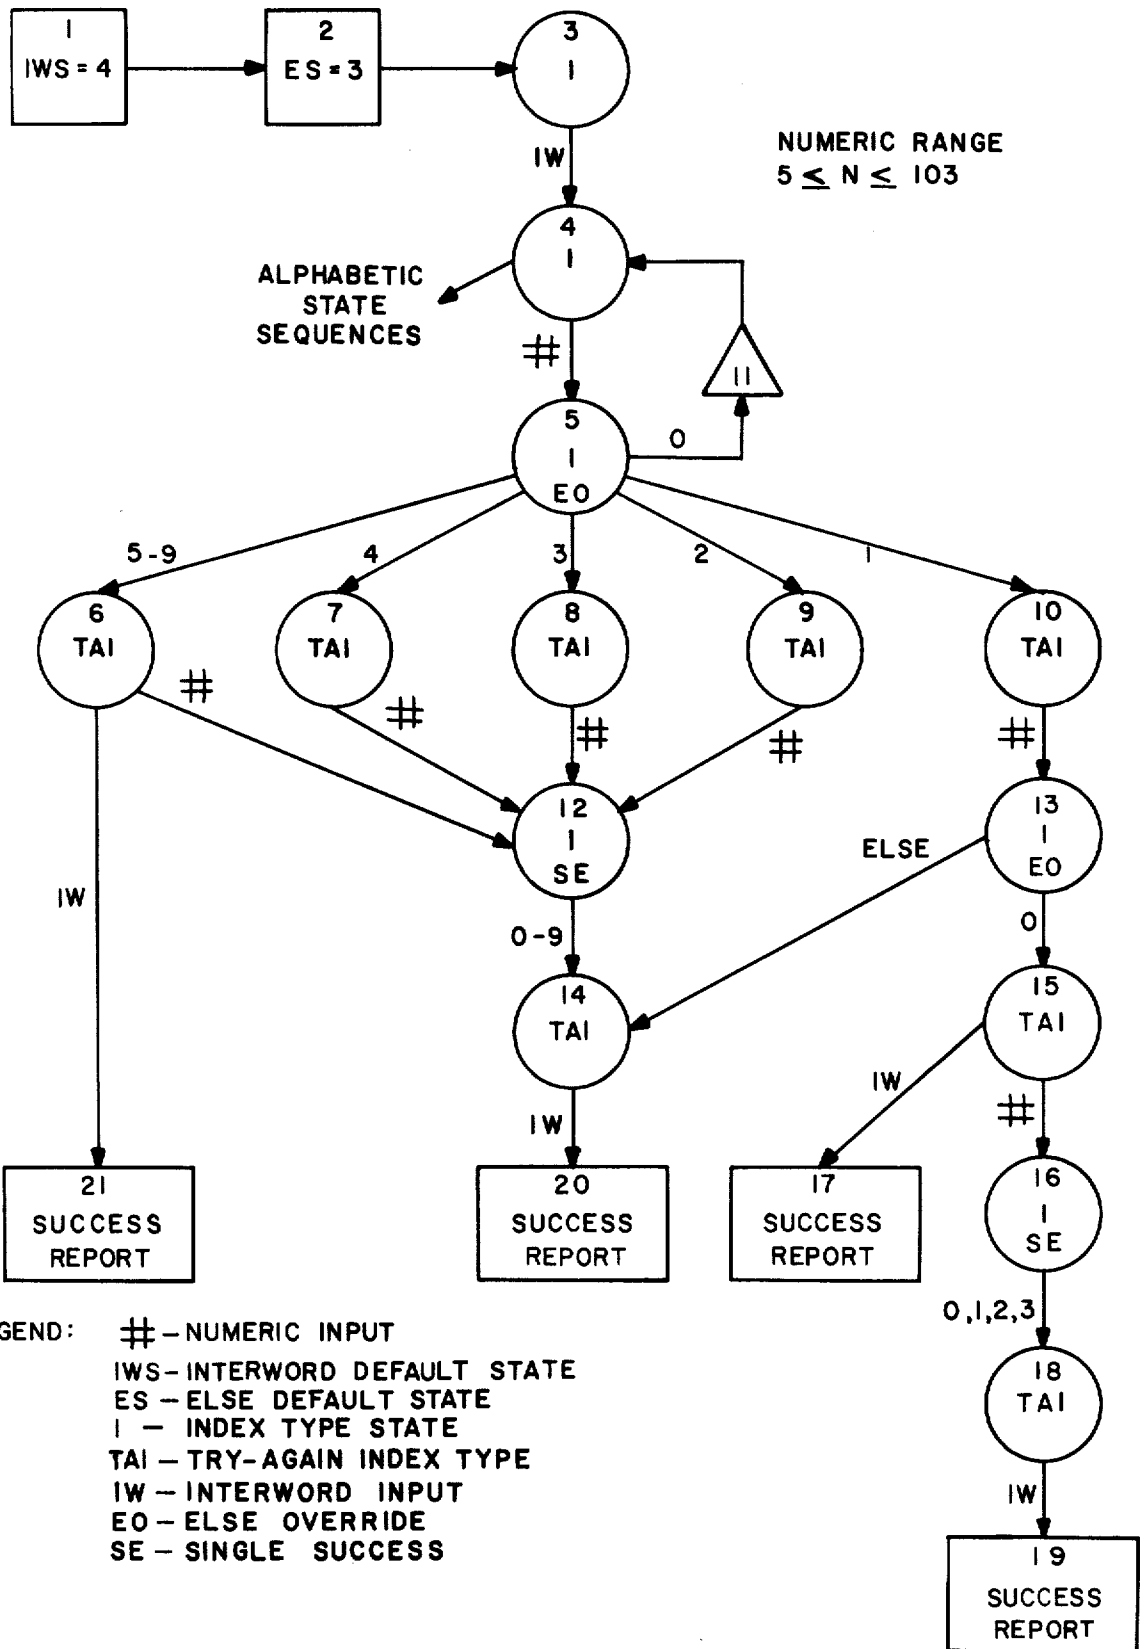 1
IWS = 4
2
ES = 3
3
I
IW
NUMERIC RANGE
5 ≤ N ≤ 103
4
I
ALPHABETIC
STATE
SEQUENCES
#
11
5
I
EO
0
5-9
4
3
2
1
6
TAI
7
TAI
8
TAI
9
TAI
10
TAI
#
#
#
#
#
12
I
SE
13
I
EO
ELSE
IW
0-9
0
14
TAI
15
TAI
IW
IW
#
21
SUCCESS
REPORT
20
SUCCESS
REPORT
17
SUCCESS
REPORT
16
I
SE
0,1,2,3
18
TAI
IW
19
SUCCESS
REPORT
GEND: # - NUMERIC INPUT
IWS - INTERWORD DEFAULT STATE
ES - ELSE DEFAULT STATE
I - INDEX TYPE STATE
TAI - TRY-AGAIN INDEX TYPE
IW - INTERWORD INPUT
EO - ELSE OVERRIDE
SE - SINGLE SUCCESS